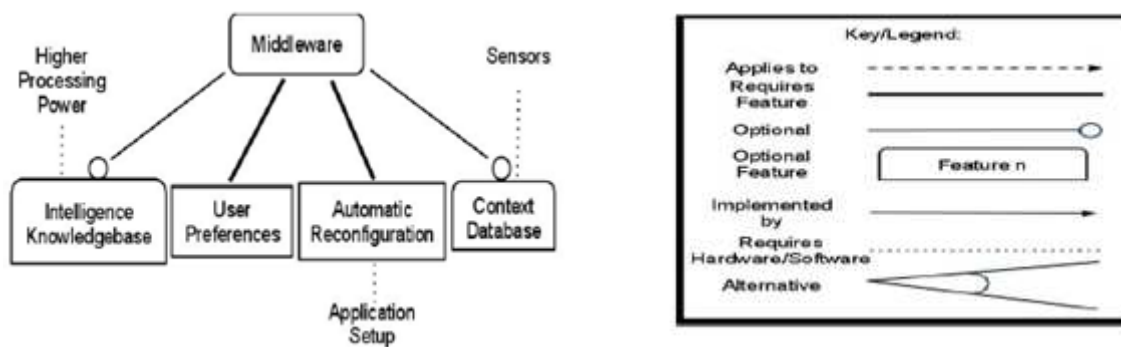 Middleware
Higher
Processing
Power
Sensors
Intelligence
Knowledgebase
User
Preferences
Automatic
Reconfiguration
Context
Database
Application
Setup
Key/Legend:
Applies to
Requires
Feature
Optional
Optional
Feature
Feature n
Implemented
by
Requires
Hardware/Software
Alternative